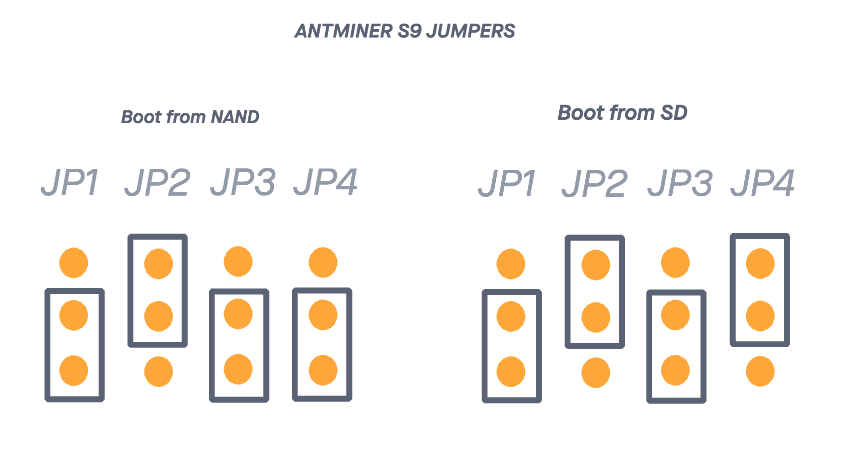 ANTMINER S9 JUMPERS
Boot from NAND
JP1 JP2 JP3 JP4
Boot from SD
JP1 JP2 JP3 JP4